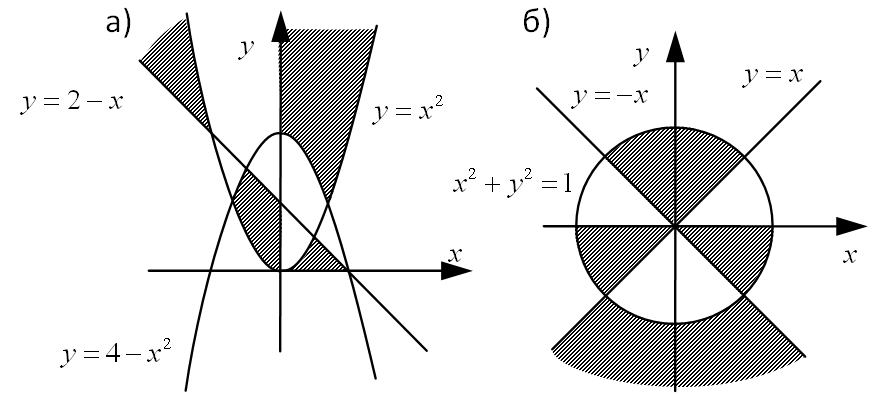 а)
y
y = 2 − x
y = x²
x
y = 4 − x²
б)
y
y = −x
y = x
x² + y² = 1
x